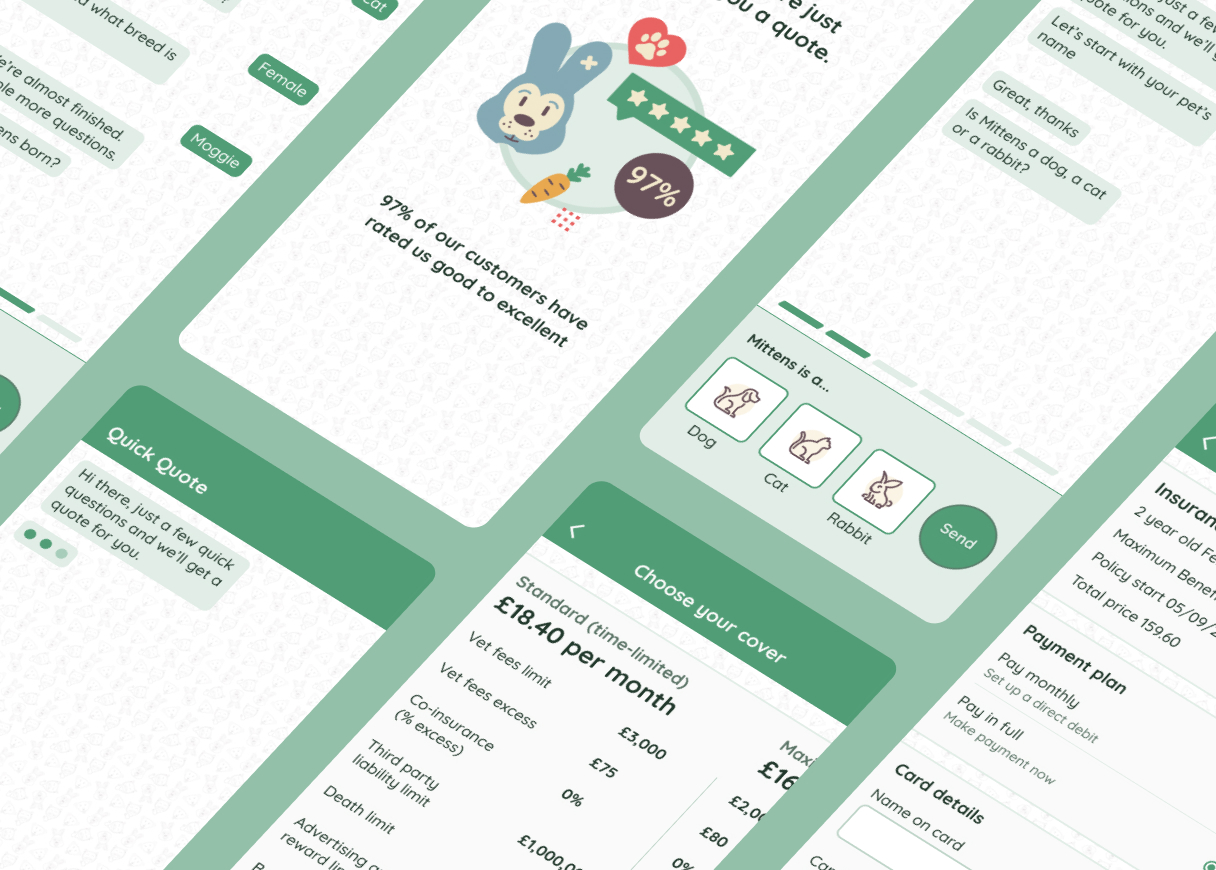 d what breed is
Cat
Female
're almost finished.
ple more questions.
ens born?
Moggie
re just
you a quote.
97%
97% of our customers have
rated us good to excellent
just a few
questions and we'll g
quote for you.
Let's start with your pet's
name
Great, thanks
Is Mittens a dog, a cat
or a rabbit?
Mittens is a...
Dog
Cat
Rabbit
Send
Quick Quote
Hi there, just a few quick
questions and we'll get a
quote for you.
Choose your cover
Standard (time-limited)
£18.40 per month
Vet fees limit
£3,000
Vet fees excess
£75
Co-insurance
(% excess)
0%
Third party
liability limit
£1,000,00
Death limit
Advertising a
reward li
Maxi
£16
£2,00
£80
0%
Insuran
2 year old Fe
Maximum Benef
Policy start 05/09/2
Total price 159.60
Payment plan
Pay monthly
Set up a direct debit
Pay in full
Make payment now
Card details
Name on card
Car